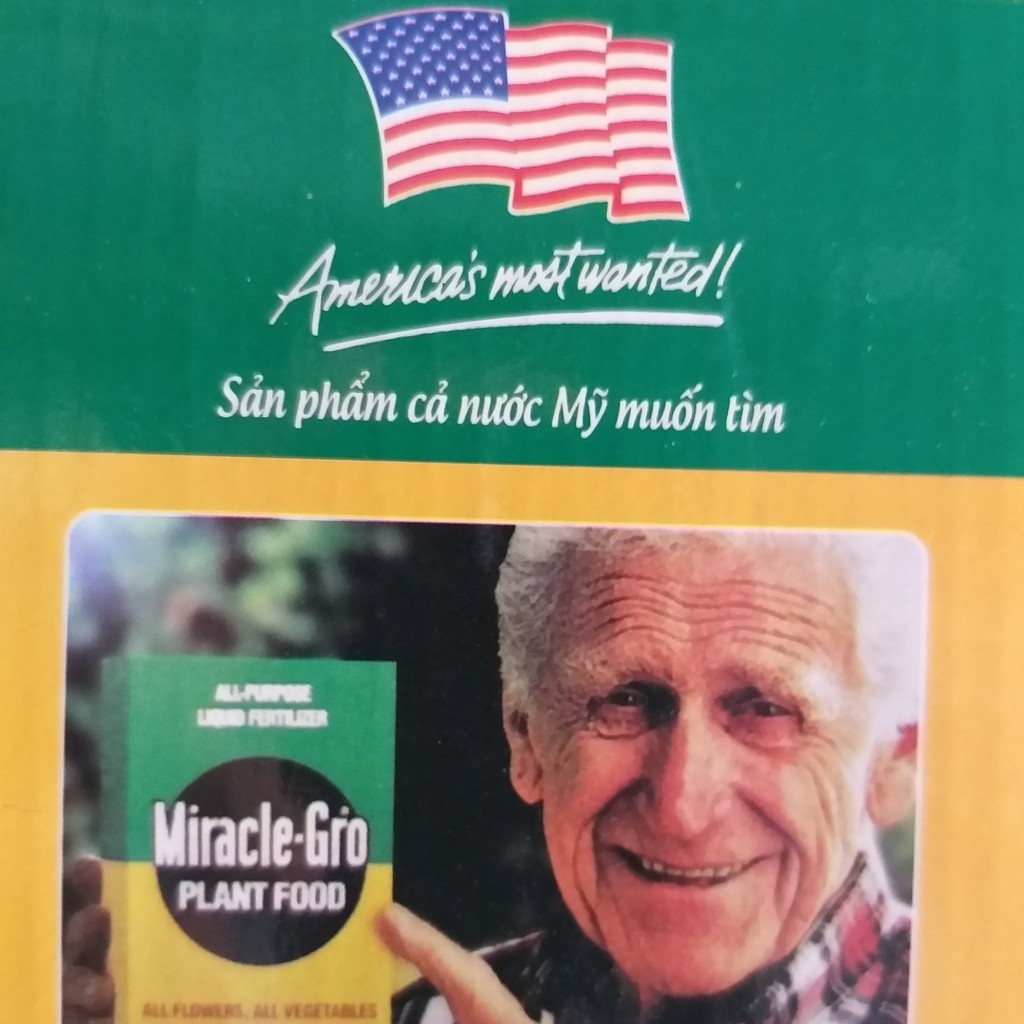 America's most wanted!
Sản phẩm cả nước Mỹ muốn tìm
ALL-PURPOSE
LIQUID FERTILIZER
Miracle-Gro
PLANT FOOD
ALL FLOWERS, ALL VEGETABLES